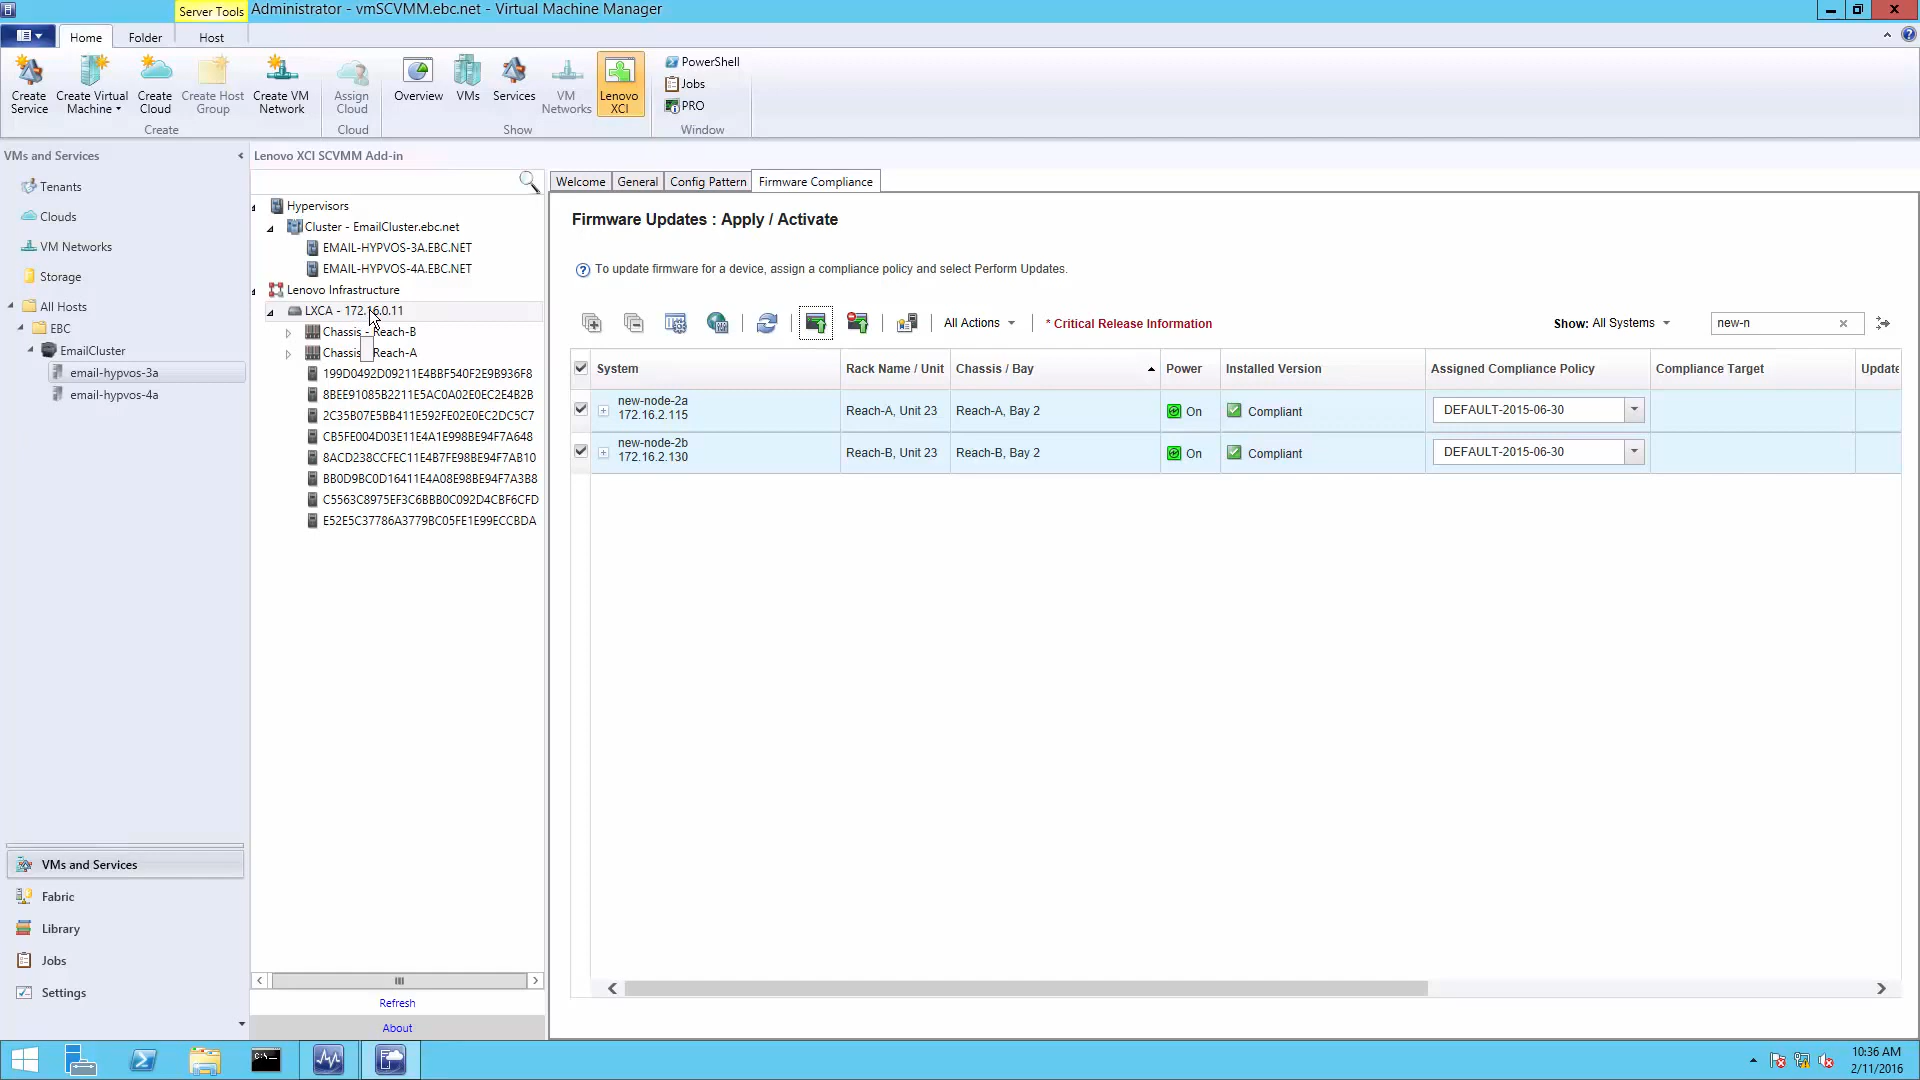 Server Tools
Administrator - vmSCVMM.ebc.net - Virtual Machine Manager
Home
Folder
Host
Create Service
Create Virtual Machine
Create Cloud
Create Host Group
Create VM Network
Assign Cloud
Overview
VMs
Services
VM Networks
Lenovo XCI
PowerShell
Jobs
PRO
Create
Cloud
Show
Window
VMs and Services
Tenants
Clouds
VM Networks
Storage
All Hosts
EBC
EmailCluster
email-hypvos-3a
email-hypvos-4a
VMs and Services
Fabric
Library
Jobs
Settings
Lenovo XCI SCVMM Add-in
Hypervisors
Cluster - EmailCluster.ebc.net
EMAIL-HYPVOS-3A.EBC.NET
EMAIL-HYPVOS-4A.EBC.NET
Lenovo Infrastructure
LXCA - 172.16.0.11
Chassis - Reach-B
Chassis Reach-A
199D0492D09211E4BBF540F2E9B936F8
8BEE91085B2211E5AC0A02E0EC2E4B2B
2C35B07E5BB411E592FE02E0EC2DC5C7
CB5FE004D03E11E4A1E998BE94F7A648
8ACD238CCFEC11E4B7FE98BE94F7AB10
BB0D9BC0D16411E4A08E98BE94F7A3B8
C5563C8975EF3C6BBB0C092D4CBF6CFD
E52E5C37786A3779BC05FE1E99ECCBDA
Refresh
About
Welcome
General
Config Pattern
Firmware Compliance
Firmware Updates : Apply / Activate
? To update firmware for a device, assign a compliance policy and select Perform Updates.
All Actions
* Critical Release Information
Show: All Systems
new-n
System
Rack Name / Unit
Chassis / Bay
Power
Installed Version
Assigned Compliance Policy
Compliance Target
Update
new-node-2a
172.16.2.115
Reach-A, Unit 23
Reach-A, Bay 2
On
Compliant
DEFAULT-2015-06-30
new-node-2b
172.16.2.130
Reach-B, Unit 23
Reach-B, Bay 2
On
Compliant
DEFAULT-2015-06-30
10:36 AM
2/11/2016